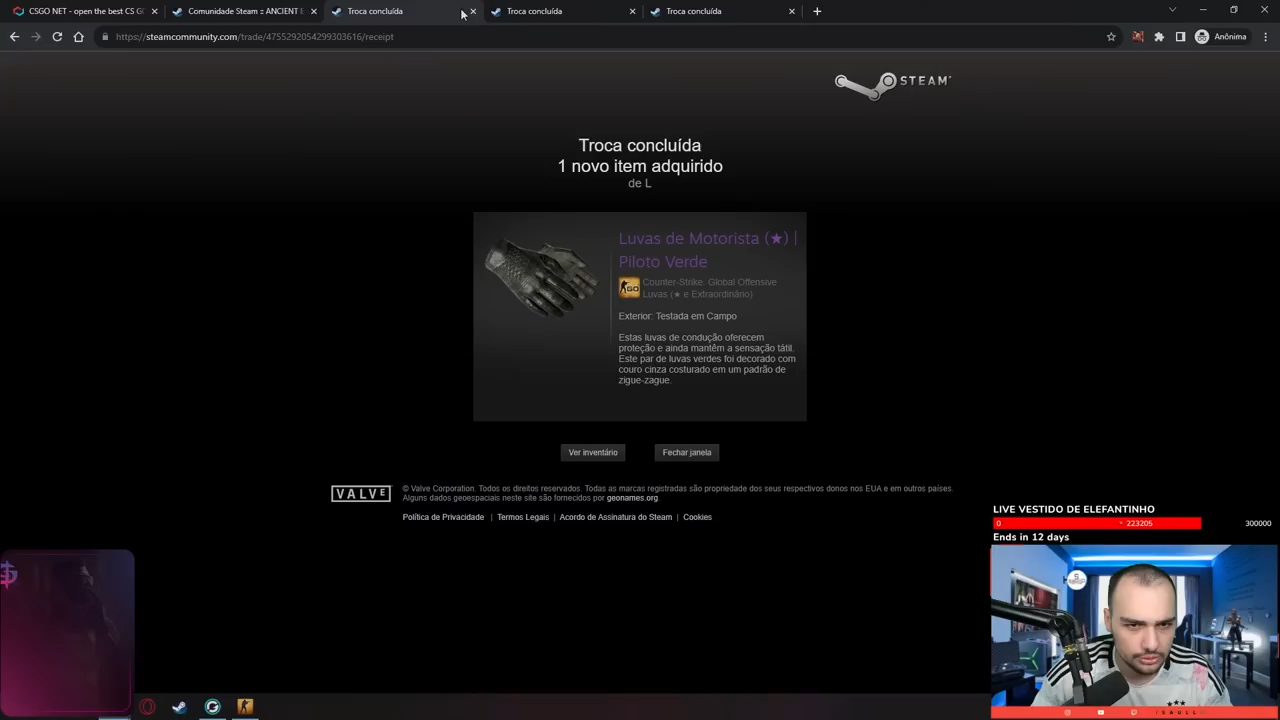 CSGO NET - open the best CS GO
Comunidade Steam :: ANCIENT E
Troca concluída
Troca concluída
Troca concluída
https://steamcommunity.com/trade/4755292054299303616/receipt
Anônima
STEAM
Troca concluída
1 novo item adquirido
de L
Luvas de Motorista (★) |
Piloto Verde
GO
Counter-Strike: Global Offensive
Luvas (★ e Extraordinário)
Exterior: Testada em Campo
Estas luvas de condução oferecem
proteção e ainda mantêm a sensação tátil.
Este par de luvas verdes foi decorado com
couro cinza costurado em um padrão de
zigue-zague.
Ver inventário
Fechar janela
VALVE
© Valve Corporation. Todos os direitos reservados. Todas as marcas registradas são propriedade dos seus respectivos donos nos EUA e em outros países.
Alguns dados geoespaciais neste site são fornecidos por geonames.org.
Política de Privacidade | Termos Legais | Acordo de Assinatura do Steam | Cookies
LIVE VESTIDO DE ELEFANTINHO
0 223205 300000
Ends in 12 days